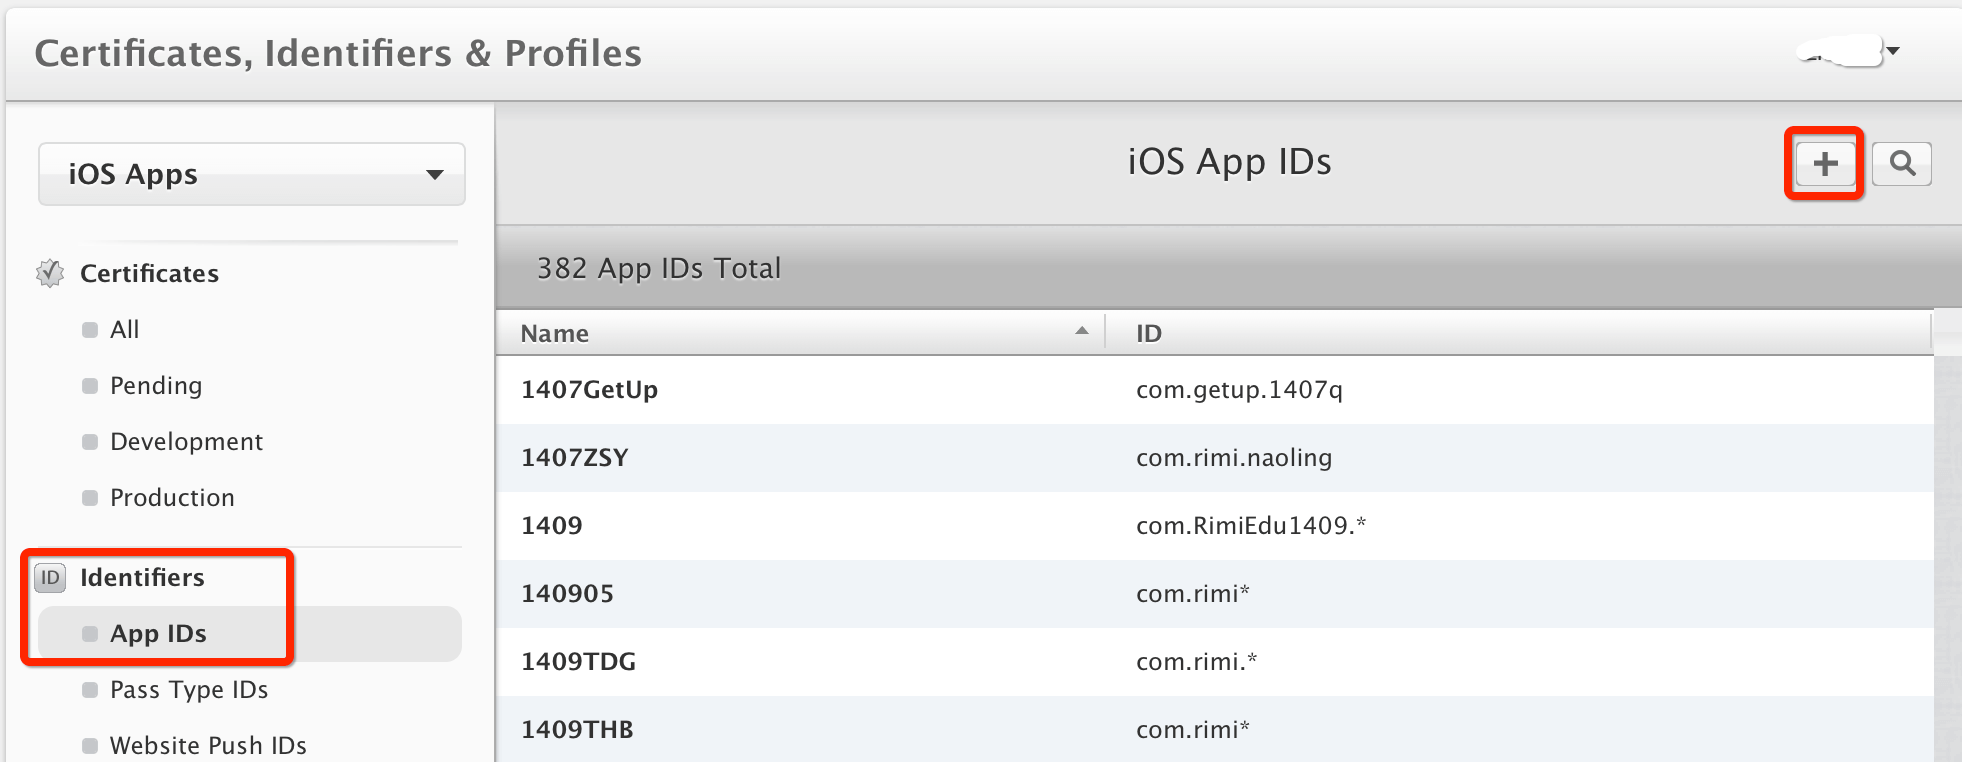 Certificates, Identifiers & Profiles
iOS Apps
Certificates
All
Pending
Development
Production
ID Identifiers
App IDs
Pass Type IDs
Website Push IDs
iOS App IDs
382 App IDs Total
Name ID
1407GetUp com.getup.1407q
1407ZSY com.rimi.naoling
1409 com.RimiEdu1409.*
140905 com.rimi*
1409TDG com.rimi.*
1409THB com.rimi*